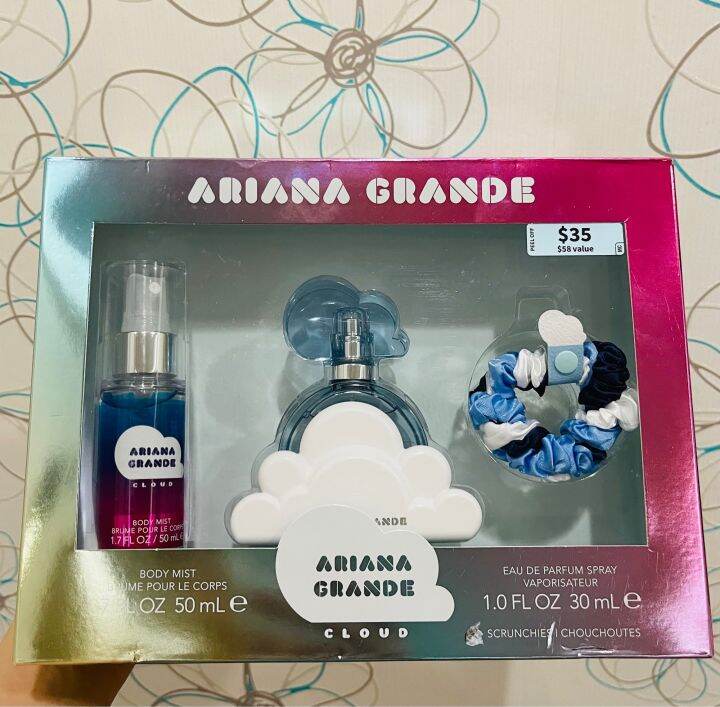 ARIANA GRANDE
PEEL OFF
$35
$58 value
ARIANA
GRANDE
CLOUD
BODY MIST
BRUME POUR LE CORPS
1.7 FL OZ / 50 mL e
ANDE
BODY MIST
BRUME POUR LE CORPS
FL OZ 50 mL e
ARIANA
GRANDE
CLOUD
EAU DE PARFUM SPRAY
VAPORISATEUR
1.0 FL OZ 30 mL e
SCRUNCHIES | CHOUCHOUTES